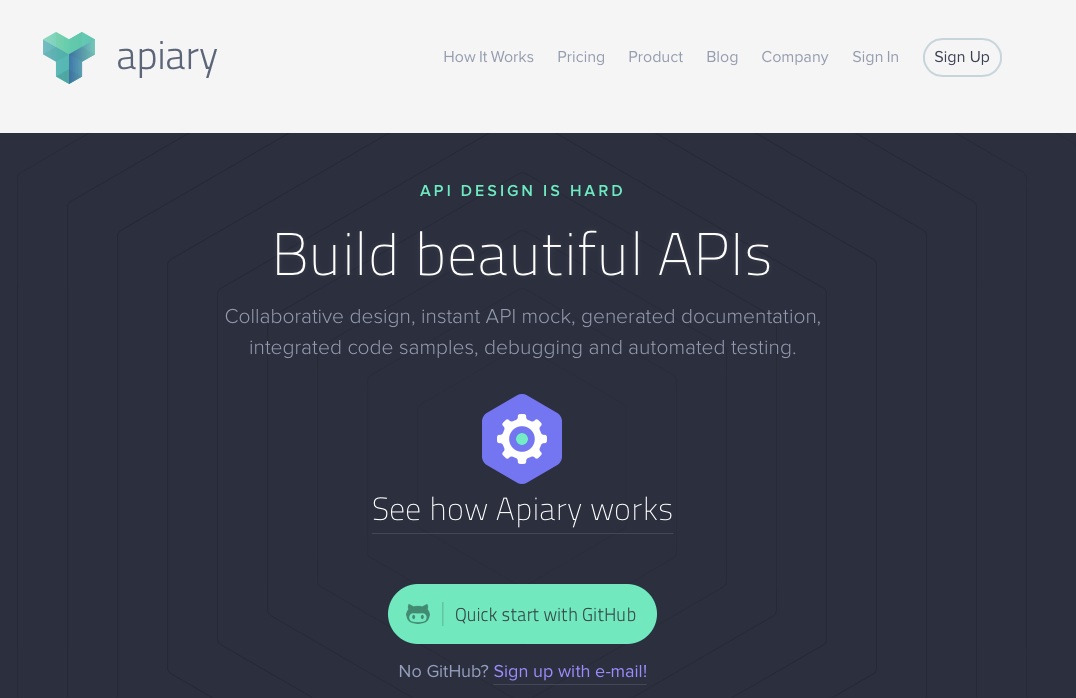 apiary
How It Works Pricing Product Blog Company Sign In Sign Up
API DESIGN IS HARD
Build beautiful APIs
Collaborative design, instant API mock, generated documentation,
integrated code samples, debugging and automated testing.
See how Apiary works
Quick start with GitHub
No GitHub? Sign up with e-mail!